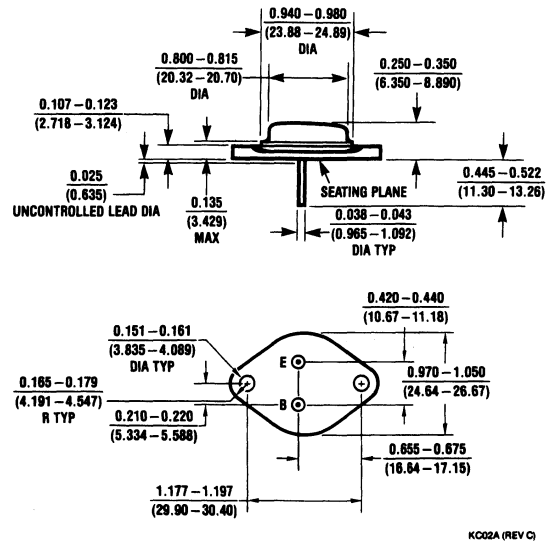 0.940–0.980
(23.88–24.89)
DIA
0.800–0.815
(20.32–20.70)
DIA
0.250–0.350
(6.350–8.890)
0.107–0.123
(2.718–3.124)
0.025
(0.635)
UNCONTROLLED LEAD DIA
0.135
(3.429)
MAX
SEATING PLANE
0.445–0.522
(11.30–13.26)
0.038–0.043
(0.965–1.092)
DIA TYP
0.420–0.440
(10.67–11.18)
0.151–0.161
(3.835–4.089)
DIA TYP
E
0.970–1.050
(24.64–26.67)
0.165–0.179
(4.191–4.547)
R TYP
B
0.210–0.220
(5.334–5.588)
0.655–0.675
(16.64–17.15)
1.177–1.197
(29.90–30.40)
KC02A (REV C)